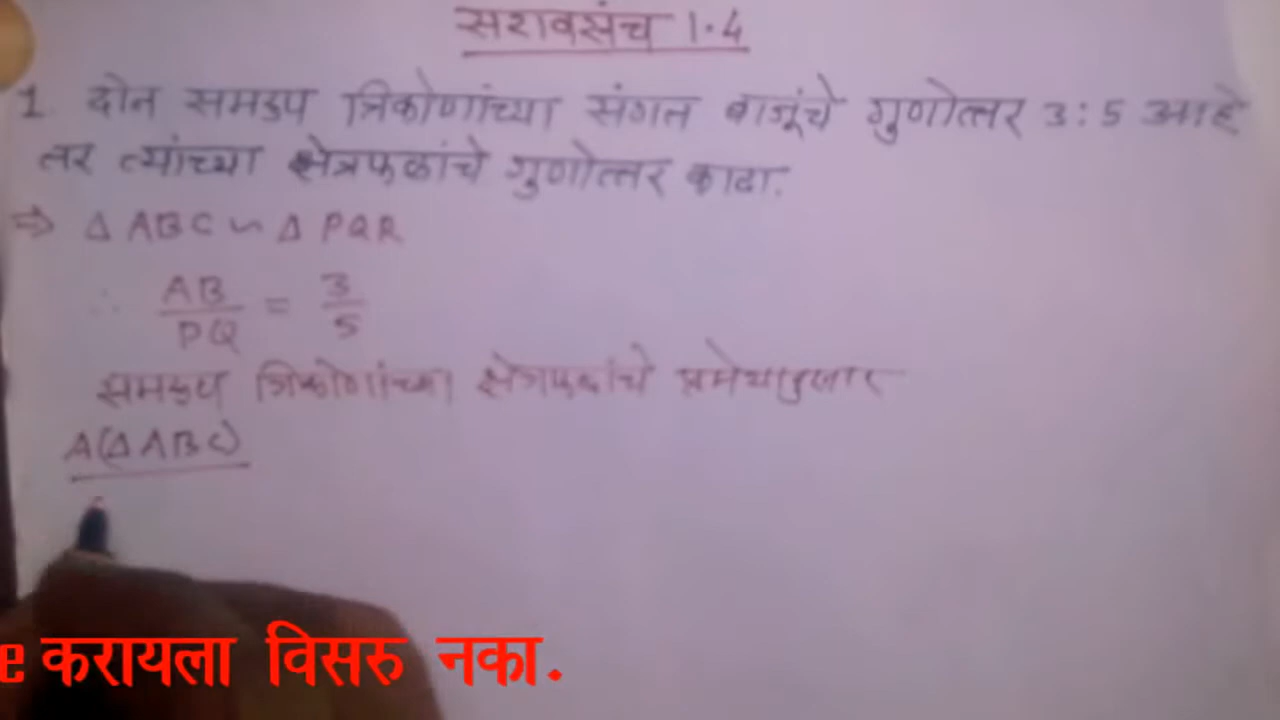 सरावसंच 1.4
1. दोन समरूप त्रिकोणांच्या संगत बाजूंचे गुणोत्तर 3:5 आहे
तर त्यांच्या क्षेत्रफळांचे गुणोत्तर काढा.
⇒ Δ ABC ~ Δ PQR
∴ AB/PQ = 3/5
समरूप त्रिकोणांच्या क्षेत्रफळांचे प्रमेयानुसार
A(Δ ABC)
e करायला विसरु नका.